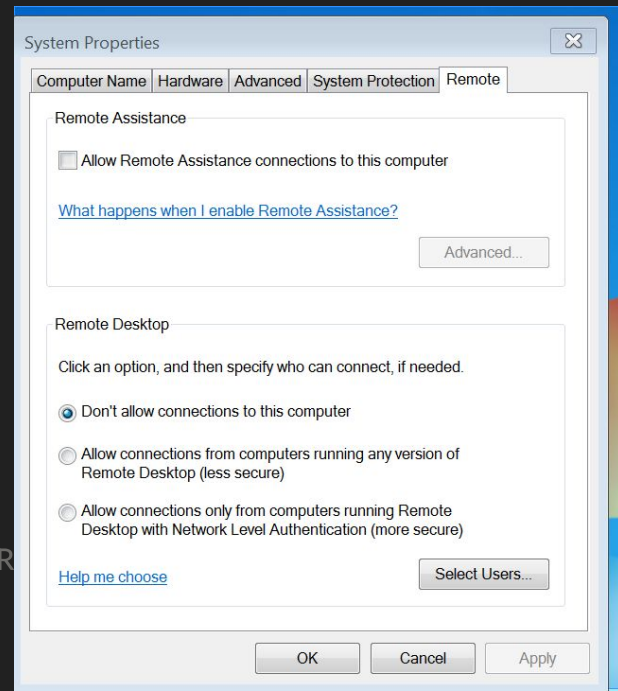 System Properties
Computer Name Hardware Advanced System Protection Remote
Remote Assistance
Allow Remote Assistance connections to this computer
What happens when I enable Remote Assistance?
Advanced...
Remote Desktop
Click an option, and then specify who can connect, if needed.
Don't allow connections to this computer
Allow connections from computers running any version of
Remote Desktop (less secure)
Allow connections only from computers running Remote
Desktop with Network Level Authentication (more secure)
R
Help me choose
Select Users...
OK Cancel Apply